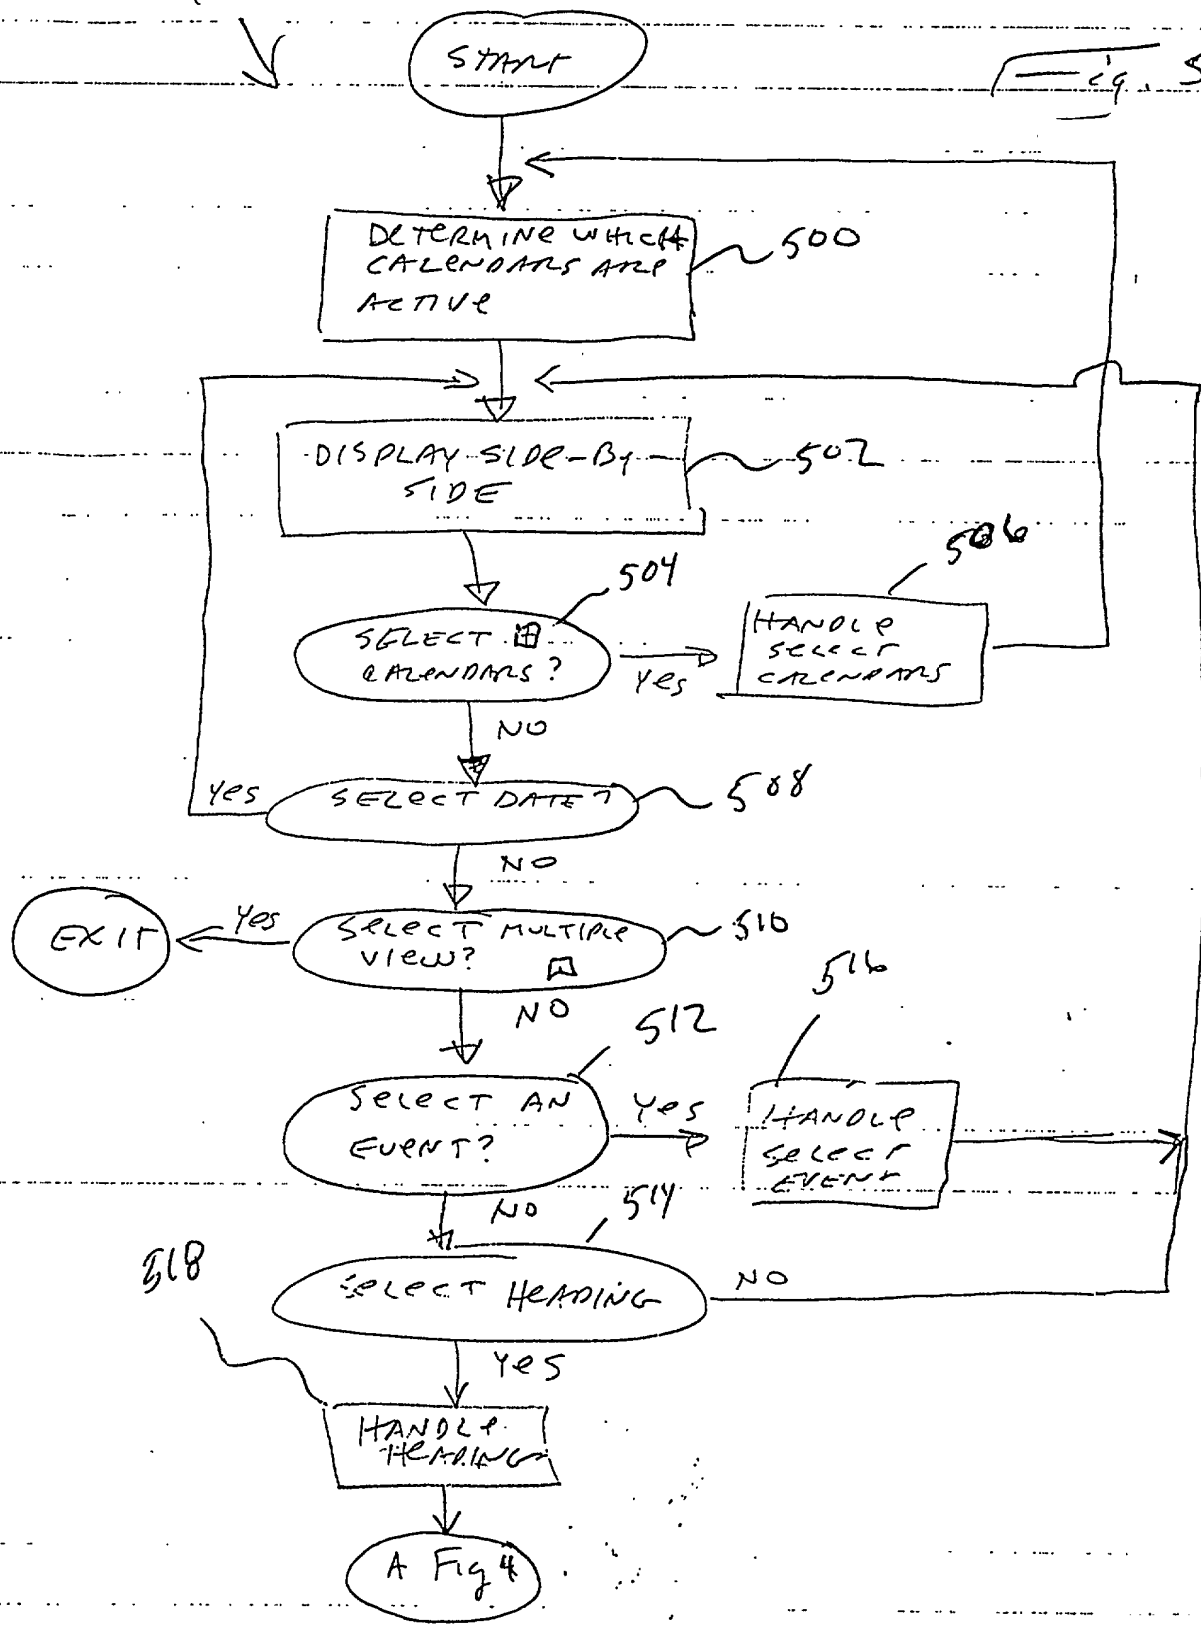 START
Fig. 5
DETERMINE WHICH
CALENDARS ARE
ACTIVE
500
DISPLAY SIDE-BY-
SIDE
502
504
506
SELECT
CALENDARS?
YES
HANDLE
SELECT
CALENDARS
NO
YES
SELECT DATE?
508
NO
EXIT
YES
SELECT MULTIPLE
VIEW?
510
NO
512
516
SELECT AN
EVENT?
YES
HANDLE
SELECT
EVENT
NO
514
518
SELECT HEADING
NO
YES
HANDLE
HEADING
A Fig 4